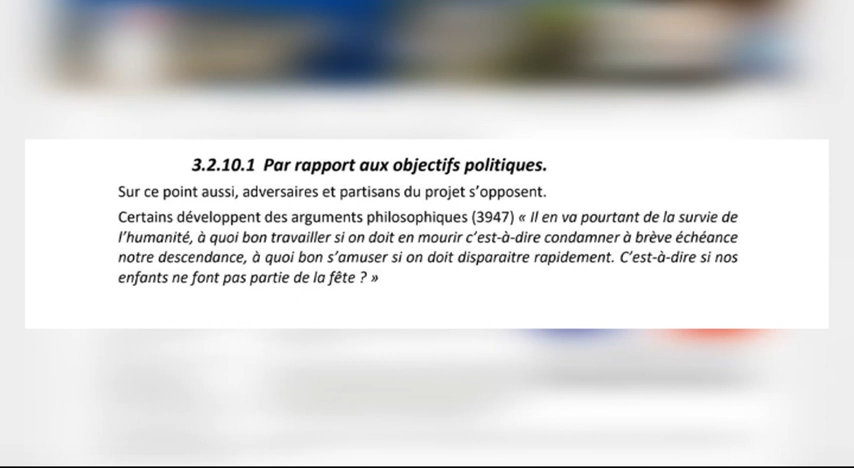 3.2.10.1 Par rapport aux objectifs politiques.
Sur ce point aussi, adversaires et partisans du projet s'opposent.
Certains développent des arguments philosophiques (3947) « Il en va pourtant de la survie de
l'humanité, à quoi bon travailler si on doit en mourir c'est-à-dire condamner à brève échéance
notre descendance, à quoi bon s'amuser si on doit disparaitre rapidement. C'est-à-dire si nos
enfants ne font pas partie de la fête ? »